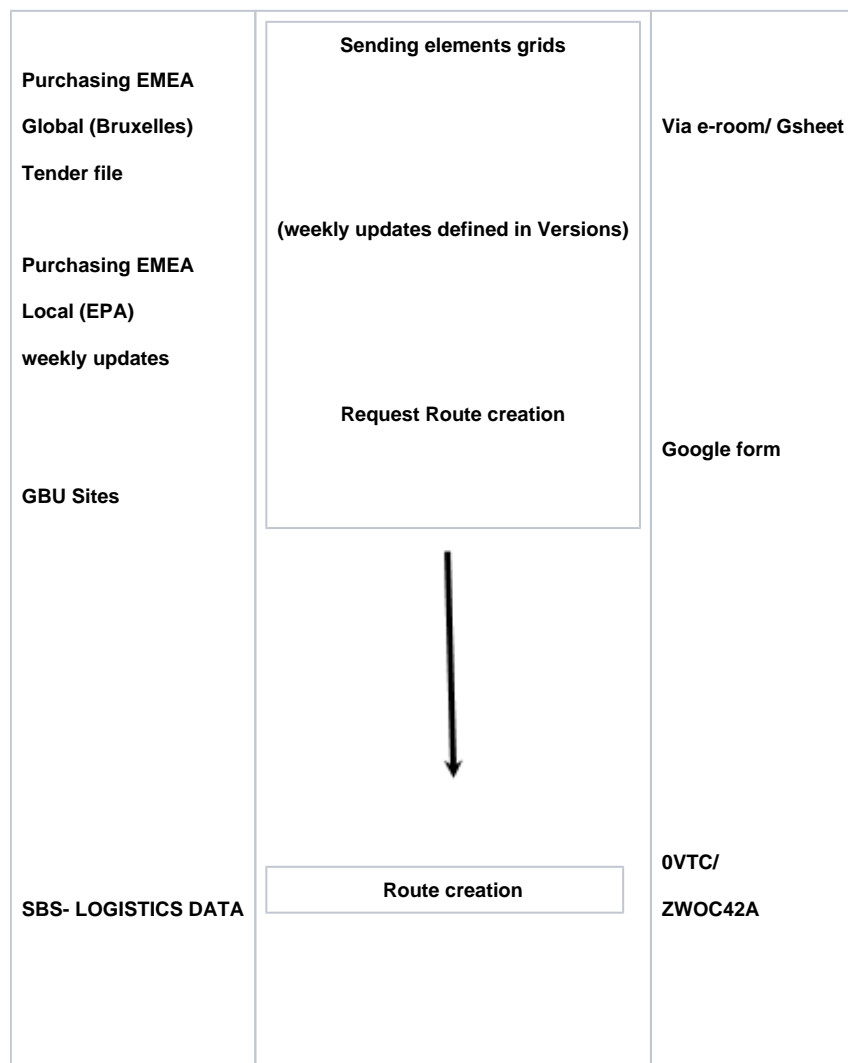 Sending elements grids
Purchasing EMEA
Global (Bruxelles)
Via e-room/ Gsheet
Tender file
(weekly updates defined in Versions)
Purchasing EMEA
Local (EPA)
weekly updates
Request Route creation
Google form
GBU Sites
0VTC/
Route creation
SBS- LOGISTICS DATA
ZWOC42A